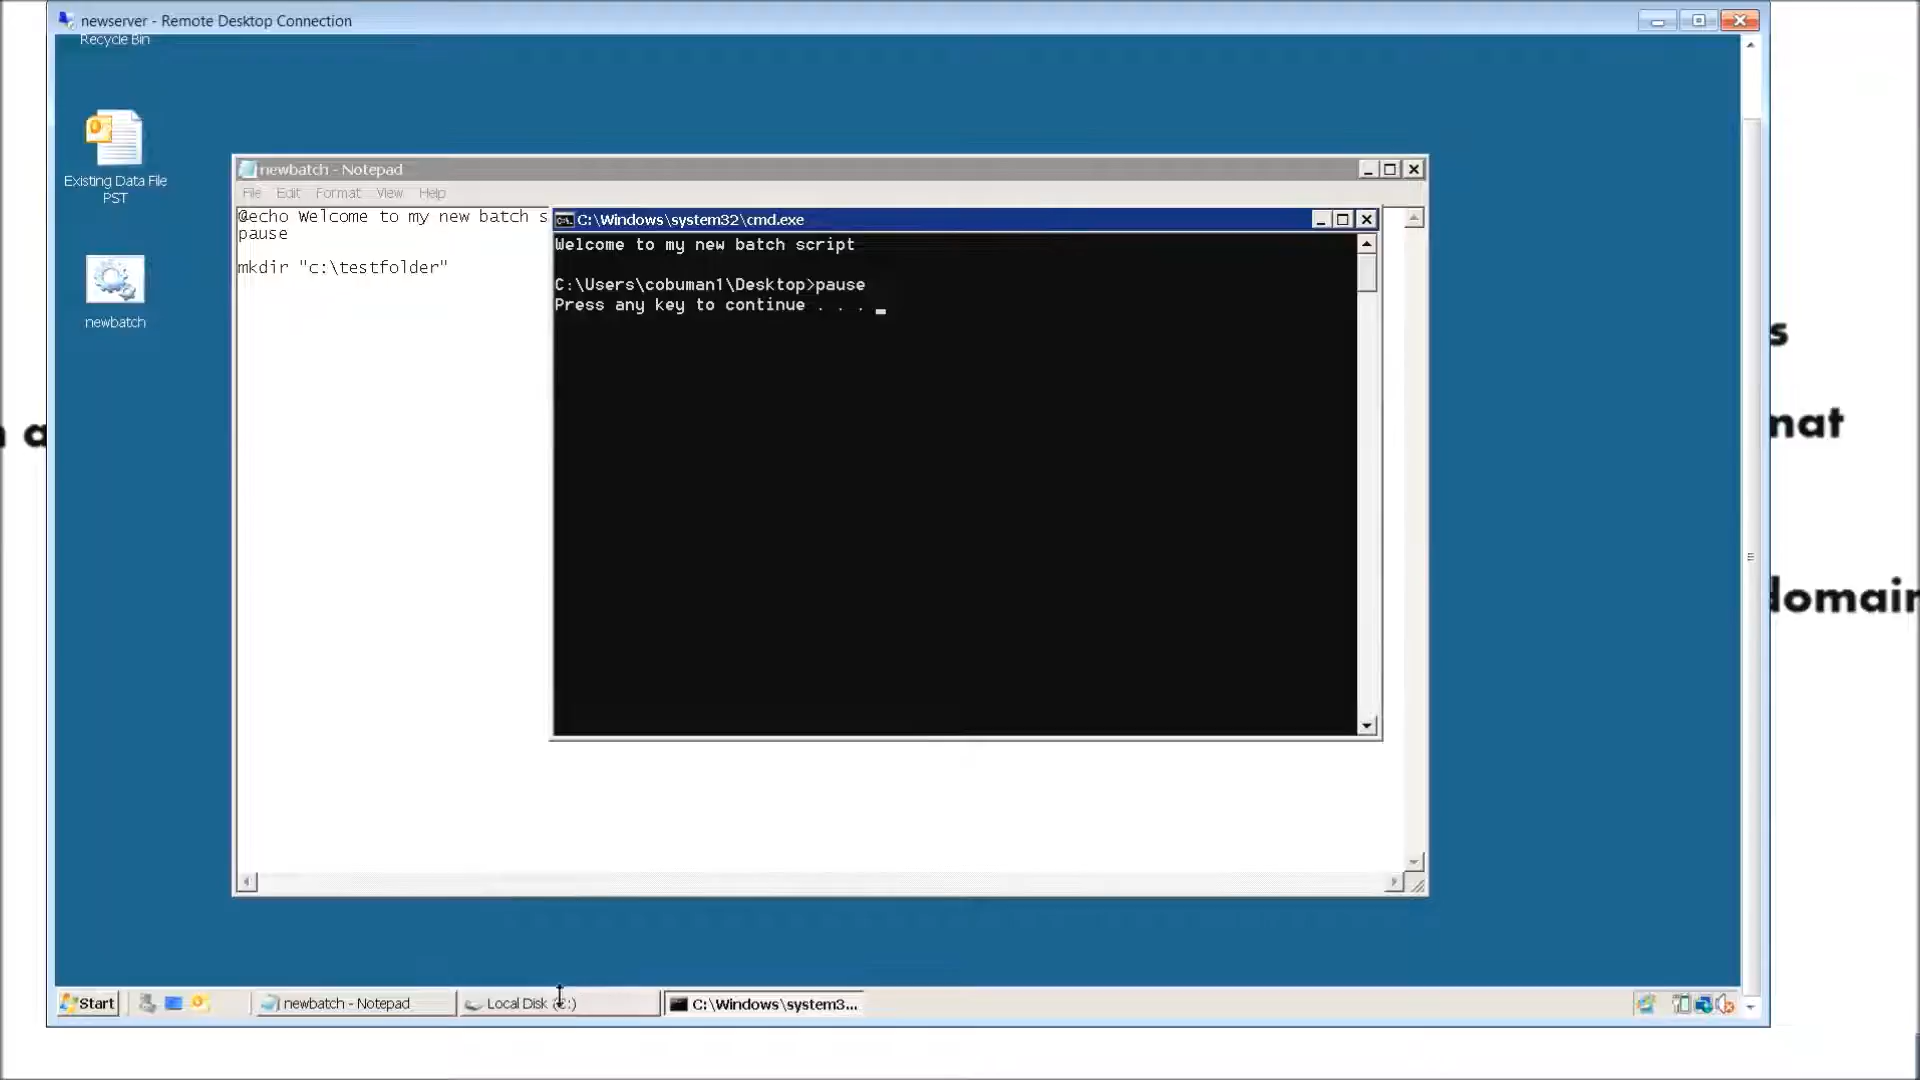 newserver - Remote Desktop Connection
Recycle Bin
Existing Data File
PST
newbatch
newbatch - Notepad
File Edit Format View Help
@echo Welcome to my new batch s
pause
mkdir "c:\testfolder"
C:\Windows\system32\cmd.exe
Welcome to my new batch script
C:\Users\cobuman1\Desktop>pause
Press any key to continue . . .
s
mat
domain
Start
newbatch - Notepad
Local Disk (C:)
C:\Windows\system3...